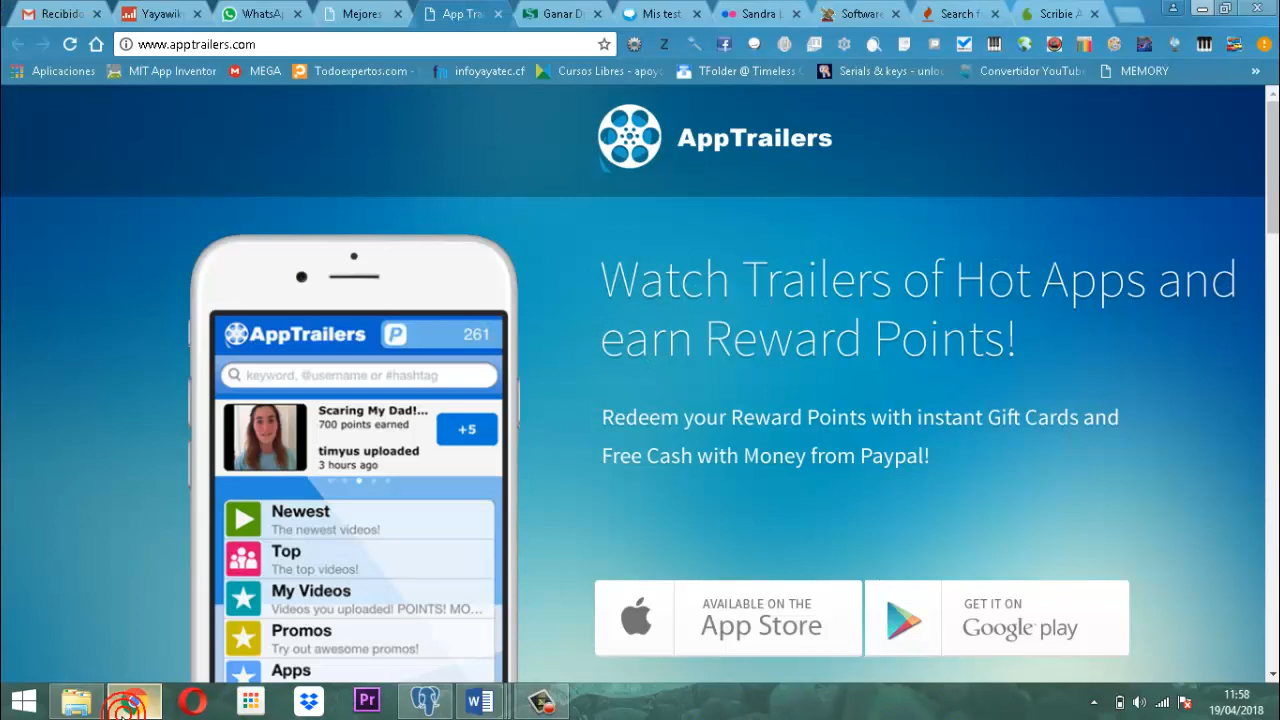 Recibido
Yayawik
WhatsA
Mejores
App Tra
Ganar D
Mis test
Sandra L
Software
Search f
Scribie A
www.apptrailers.com
Aplicaciones
MIT App Inventor
MEGA
Todoexpertos.com -
infoyayatec.cf
Cursos Libres - apoy
TFolder @ Timeless
Serials & keys - unlo
Convertidor YouTub
MEMORY
»
AppTrailers
Watch Trailers of Hot Apps and
earn Reward Points!
Redeem your Reward Points with instant Gift Cards and
Free Cash with Money from Paypal!
AVAILABLE ON THE
App Store
GET IT ON
Google play
AppTrailers
P
261
keyword, @username or #hashtag
Scaring My Dad!...
700 points earned
+5
timyus uploaded
3 hours ago
Newest
The newest videos!
Top
The top videos!
My Videos
Videos you uploaded! POINTS! MO...
Promos
Try out awesome promos!
Apps
Pr
11:58
19/04/2018